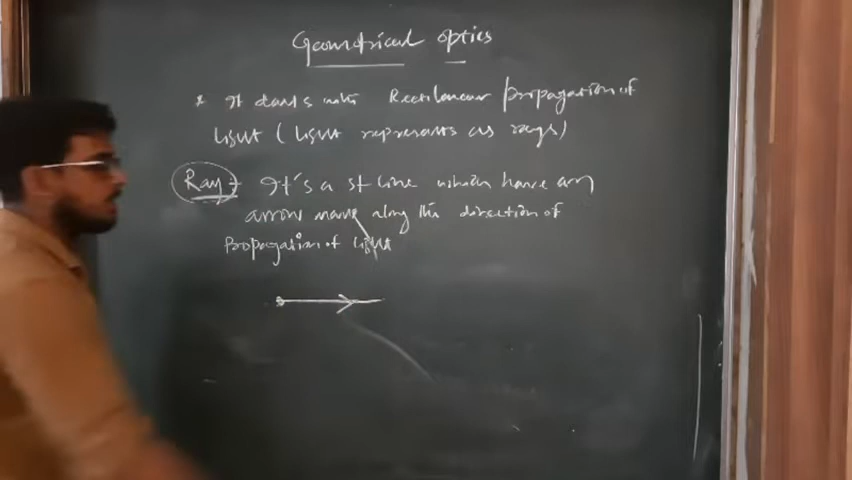 Geometrical optics
* It deals with Rectilinear propagation of
light (light represents as rays)
Ray → It's a st line which have an
arrow mark along the direction of
Propagation of light